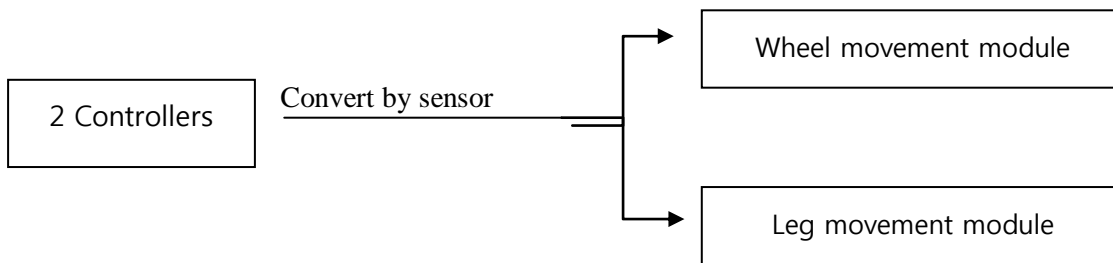 Wheel movement module
Convert by sensor
2 Controllers
Leg movement module